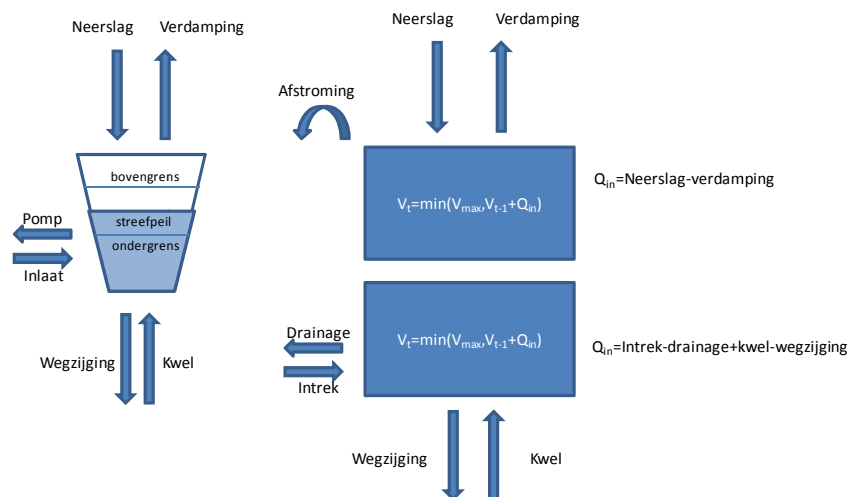 Neerslag Verdamping
bovengrens
streefpeil
ondergrens
Pomp
Inlaat
Wegzijging Kwel
Neerslag Verdamping
Afstroming
Vt=min(Vmax,Vt-1+Qin)
Qin=Neerslag-verdamping
Drainage
Intrek
Vt=min(Vmax,Vt-1+Qin)
Qin=Intrek-drainage+kwel-wegzijging
Wegzijging Kwel